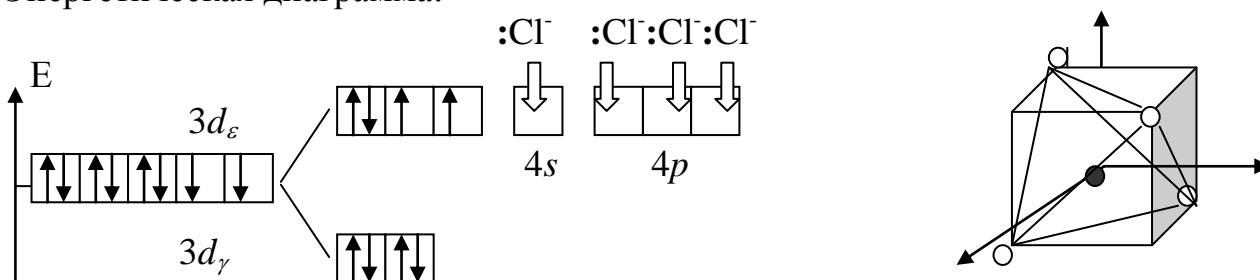 Энергетическая диаграмма:
:Cl⁻ :Cl⁻:Cl⁻:Cl⁻
E
3dε
4s 4p
3dγ